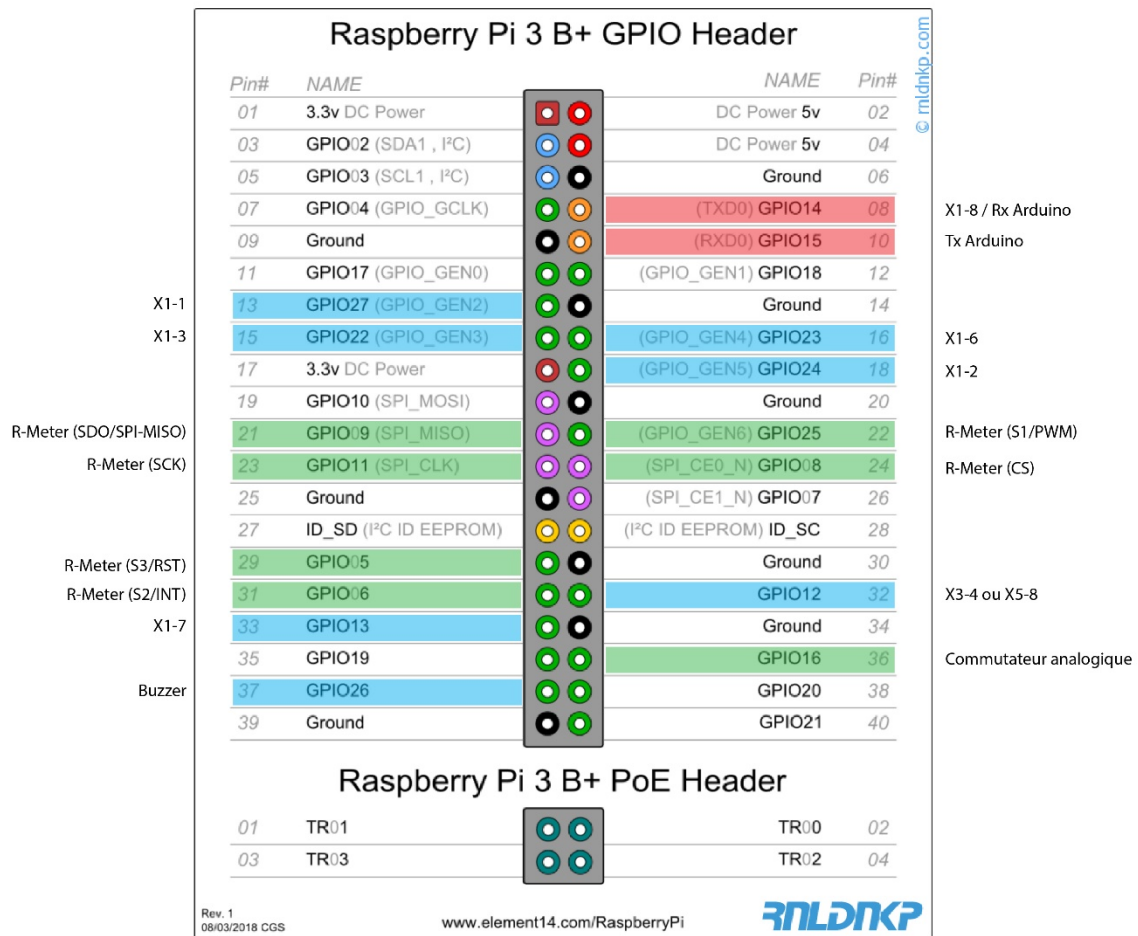 Raspberry Pi 3 B+ GPIO Header
© rnldnkp.com
Pin# NAME NAME Pin#
01 3.3v DC Power DC Power 5v 02
03 GPIO02 (SDA1 , I²C) DC Power 5v 04
05 GPIO03 (SCL1 , I²C) Ground 06
07 GPIO04 (GPIO_GCLK) (TXD0) GPIO14 08 X1-8 / Rx Arduino
09 Ground (RXD0) GPIO15 10 Tx Arduino
11 GPIO17 (GPIO_GEN0) (GPIO_GEN1) GPIO18 12
X1-1 13 GPIO27 (GPIO_GEN2) Ground 14
X1-3 15 GPIO22 (GPIO_GEN3) (GPIO_GEN4) GPIO23 16 X1-6
17 3.3v DC Power (GPIO_GEN5) GPIO24 18 X1-2
19 GPIO10 (SPI_MOSI) Ground 20
R-Meter (SDO/SPI-MISO) 21 GPIO09 (SPI_MISO) (GPIO_GEN6) GPIO25 22 R-Meter (S1/PWM)
R-Meter (SCK) 23 GPIO11 (SPI_CLK) (SPI_CE0_N) GPIO08 24 R-Meter (CS)
25 Ground (SPI_CE1_N) GPIO07 26
27 ID_SD (I²C ID EEPROM) (I²C ID EEPROM) ID_SC 28
R-Meter (S3/RST) 29 GPIO05 Ground 30
R-Meter (S2/INT) 31 GPIO06 GPIO12 32 X3-4 ou X5-8
X1-7 33 GPIO13 Ground 34
35 GPIO19 GPIO16 36 Commutateur analogique
Buzzer 37 GPIO26 GPIO20 38
39 Ground GPIO21 40
Raspberry Pi 3 B+ PoE Header
01 TR01 TR00 02
03 TR03 TR02 04
Rev. 1
08/03/2018 CGS www.element14.com/RaspberryPi RNLDNKP